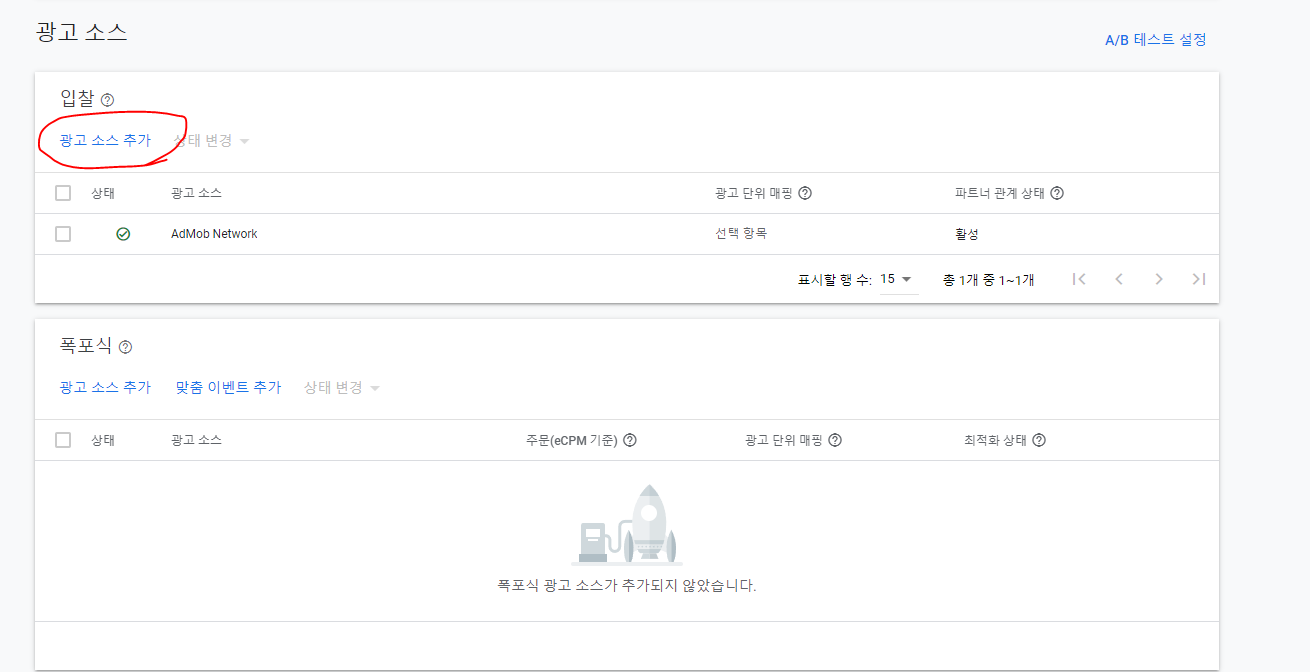 광고 소스
A/B 테스트 설정
입찰
광고 소스 추가 상태 변경
상태 광고 소스 광고 단위 매핑 파트너 관계 상태
AdMob Network 선택 항목 활성
표시할 행 수: 15 총 1개 중 1~1개
폭포식
광고 소스 추가 맞춤 이벤트 추가 상태 변경
상태 광고 소스 주문(eCPM 기준) 광고 단위 매핑 최적화 상태
폭포식 광고 소스가 추가되지 않았습니다.